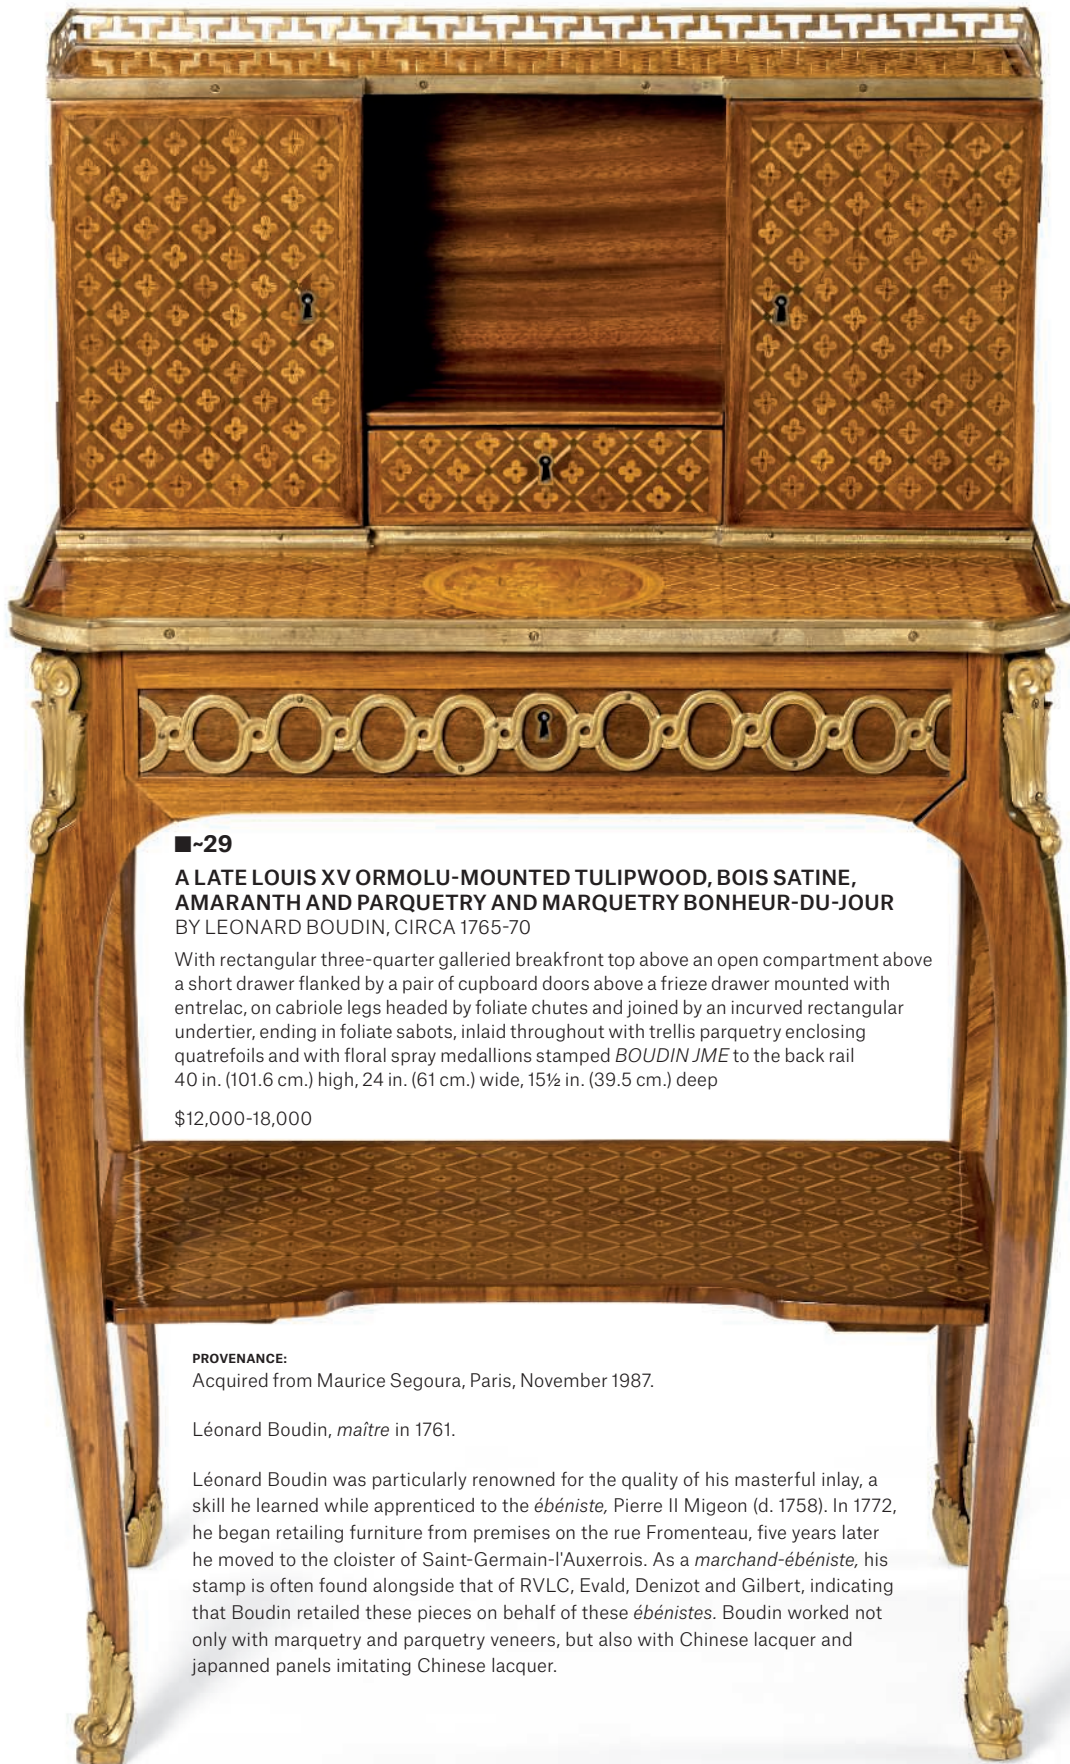 ■~29
A LATE LOUIS XV ORMOLU-MOUNTED TULIPWOOD, BOIS SATINE,
AMARANTH AND PARQUETRY AND MARQUETRY BONHEUR-DU-JOUR
BY LEONARD BOUDIN, CIRCA 1765-70
With rectangular three-quarter galleried breakfront top above an open compartment above
a short drawer flanked by a pair of cupboard doors above a frieze drawer mounted with
entrelac, on cabriole legs headed by foliate chutes and joined by an incurved rectangular
undertier, ending in foliate sabots, inlaid throughout with trellis parquetry enclosing
quatrefoils and with floral spray medallions stamped BOUDIN JME to the back rail
40 in. (101.6 cm.) high, 24 in. (61 cm.) wide, 15½ in. (39.5 cm.) deep
$12,000-18,000
PROVENANCE:
Acquired from Maurice Segoura, Paris, November 1987.
Léonard Boudin, maître in 1761.
Léonard Boudin was particularly renowned for the quality of his masterful inlay, a
skill he learned while apprenticed to the ébéniste, Pierre II Migeon (d. 1758). In 1772,
he began retailing furniture from premises on the rue Fromenteau, five years later
he moved to the cloister of Saint-Germain-l'Auxerrois. As a marchand-ébéniste, his
stamp is often found alongside that of RVLC, Evald, Denizot and Gilbert, indicating
that Boudin retailed these pieces on behalf of these ébénistes. Boudin worked not
only with marquetry and parquetry veneers, but also with Chinese lacquer and
japanned panels imitating Chinese lacquer.